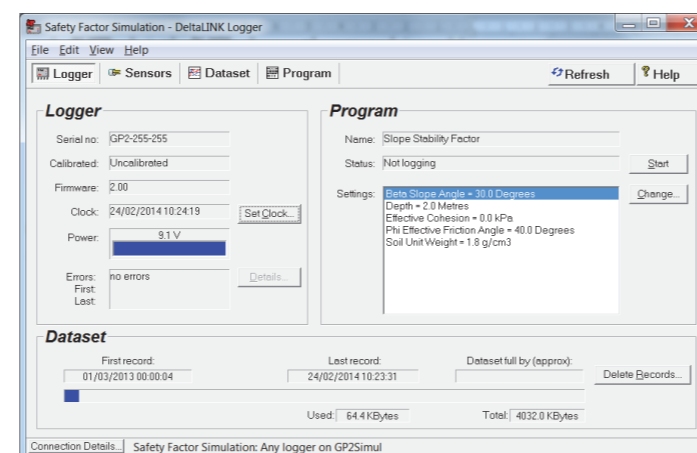 Safety Factor Simulation - DeltaLINK Logger
File Edit View Help
Logger Sensors Dataset Program Refresh Help
Logger
Serial no: GP2-255-255
Calibrated: Uncalibrated
Firmware: 2.00
Clock: 24/02/2014 10:24:19 Set Clock...
Power: 9.1 V
Errors: no errors Details...
First:
Last:
Program
Name: Slope Stability Factor
Status: Not logging Start
Settings: Beta Slope Angle = 30.0 Degrees Change...
Depth = 2.0 Metres
Effective Cohesion = 0.0 kPa
Phi Effective Friction Angle = 40.0 Degrees
Soil Unit Weight = 1.8 g/cm3
Dataset
First record: Last record: Dataset full by (approx):
01/03/2013 00:00:04 24/02/2014 10:23:31 Delete Records...
Used: 64.4 KBytes Total: 4032.0 KBytes
Connection Details... Safety Factor Simulation: Any logger on GP2Simul